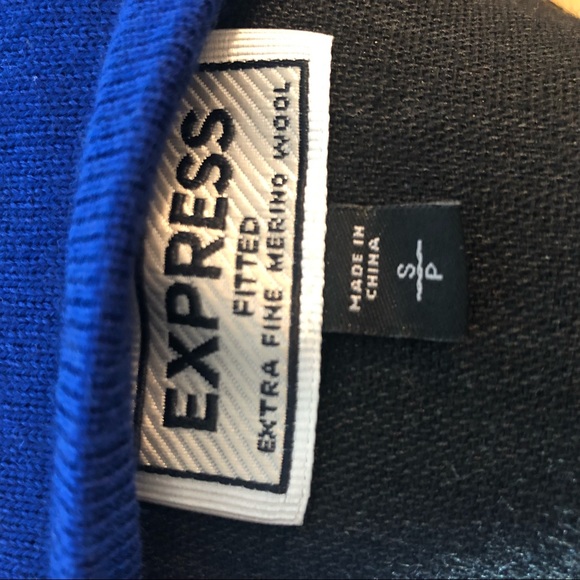 EXPRESS
FITTED
EXTRA FINE MERINO WOOL
MADE IN
CHINA
S
P